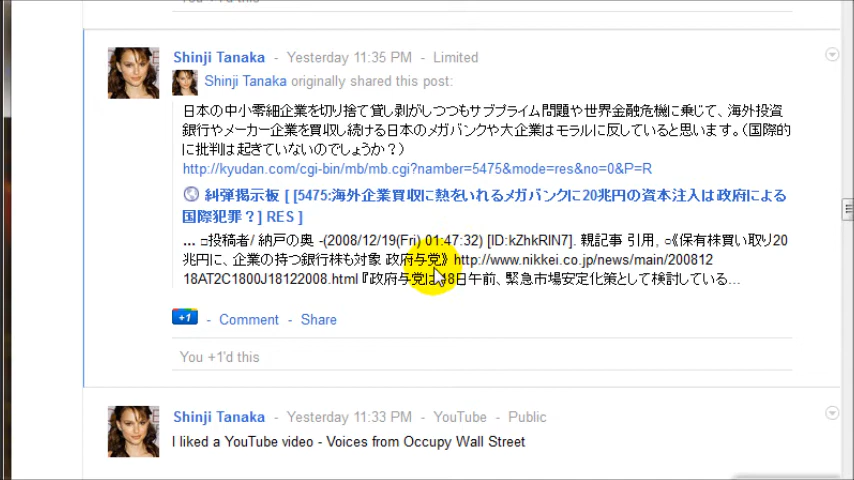 Shinji Tanaka - Yesterday 11:35 PM - Limited
Shinji Tanaka originally shared this post:
日本の中小零細企業を切り捨て貸し剥がしつつもサブプライム問題や世界金融危機に乗じて、海外投資
銀行やメーカー企業を買収し続ける日本のメガバンクや大企業はモラルに反していると思います。（国際的
に批判は起きていないのでしょうか？）
http://kyudan.com/cgi-bin/mb/mb.cgi?namber=5475&mode=res&no=0&P=R
糾弾掲示板 [ [5475:海外企業買収に熱をいれるメガバンクに20兆円の資本注入は政府による
国際犯罪？] RES ]
... □投稿者/ 納戸の奥 -(2008/12/19(Fri) 01:47:32) [ID:kZhkRlN7]. 親記事 引用. ○《保有株買い取り20
兆円に、企業の持つ銀行株も対象 政府与党》 http://www.nikkei.co.jp/news/main/200812
18AT2C1800J18122008.html 『政府与党は18日午前、緊急市場安定化策として検討している...
+1 - Comment - Share
You +1'd this
Shinji Tanaka - Yesterday 11:33 PM - YouTube - Public
I liked a YouTube video - Voices from Occupy Wall Street